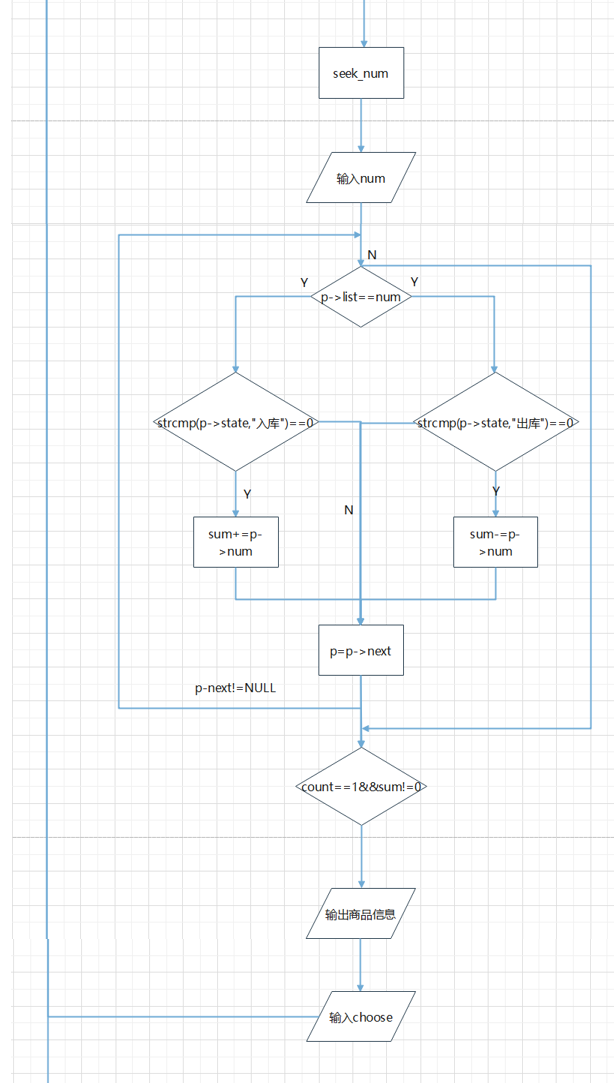 seek_num
输入num
N
Y
Y
p->list==num
strcmp(p->state,"入库")==0
strcmp(p->state,"出库")==0
Y
Y
N
sum+=p-
>num
sum-=p-
>num
p=p->next
p-next!=NULL
count==1&&sum!=0
输出商品信息
输入choose